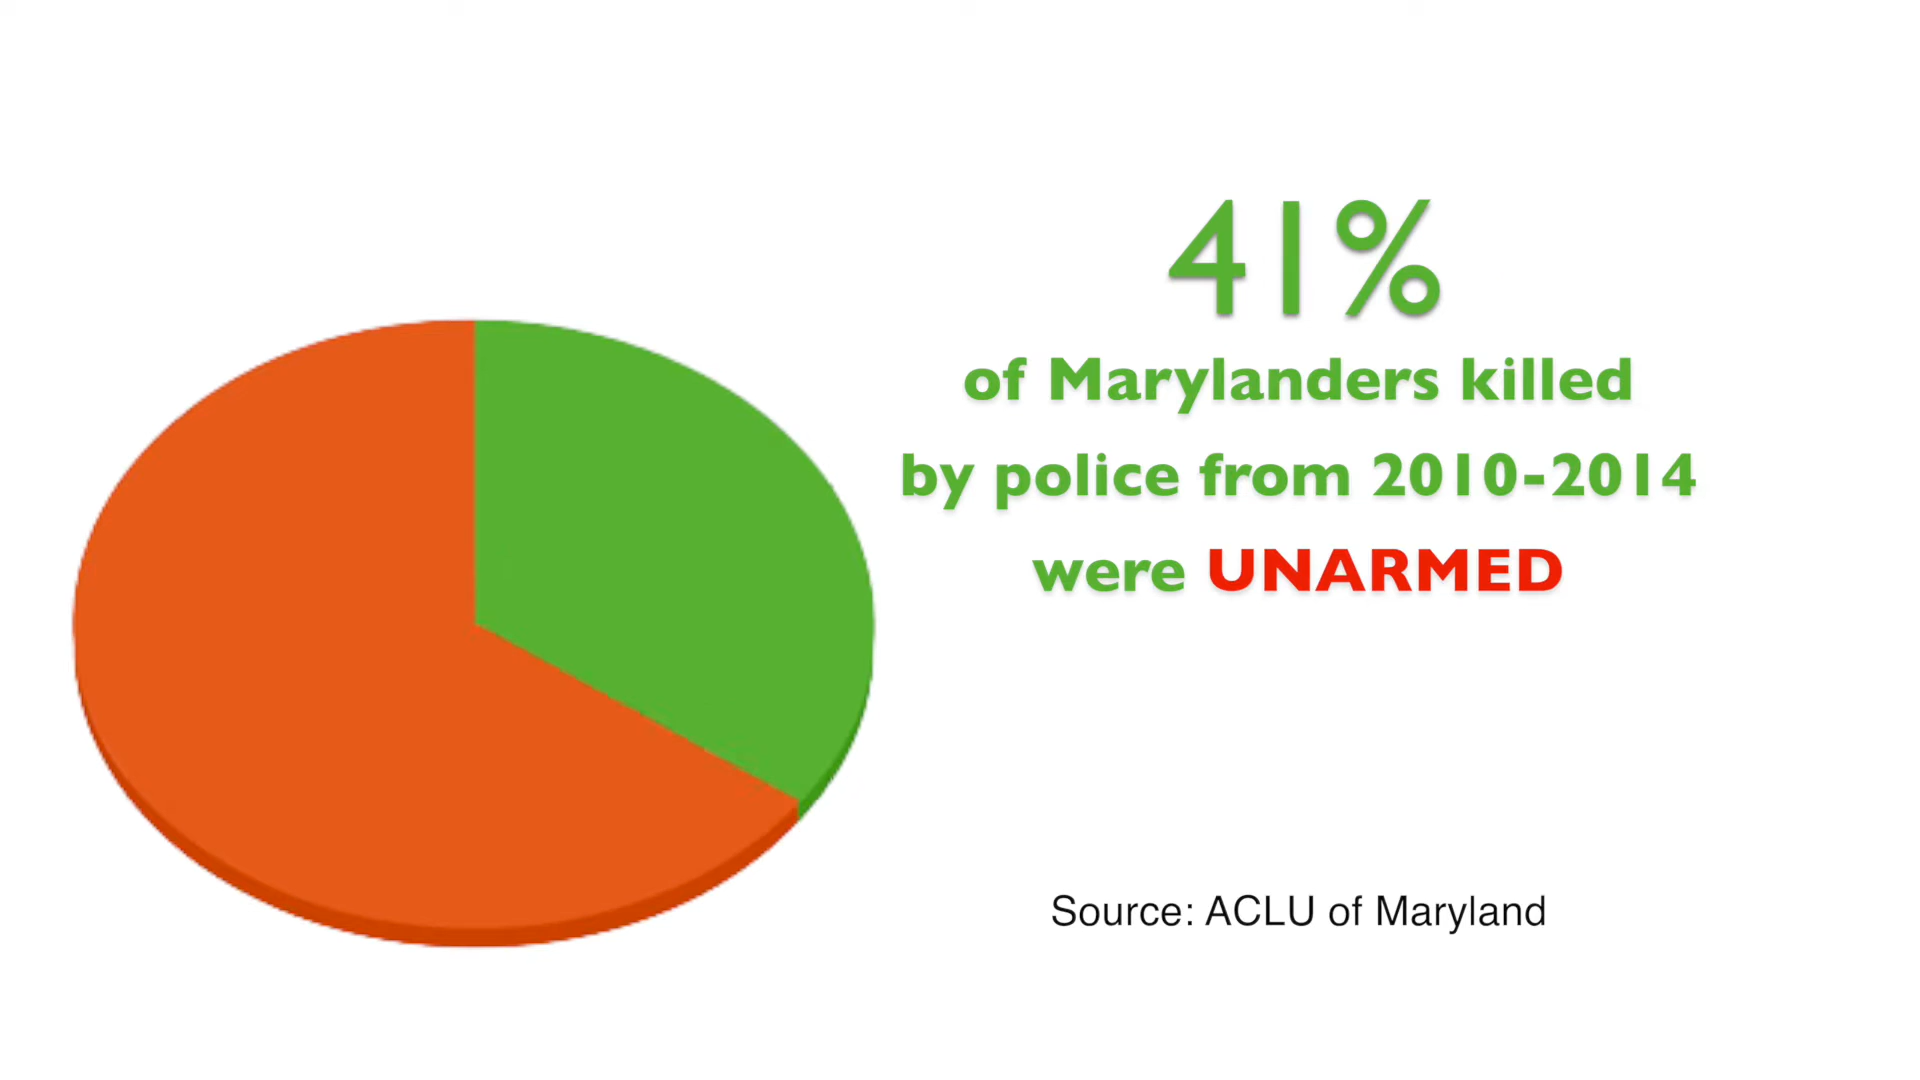 41%
of Marylanders killed
by police from 2010-2014
were UNARMED
Source: ACLU of Maryland